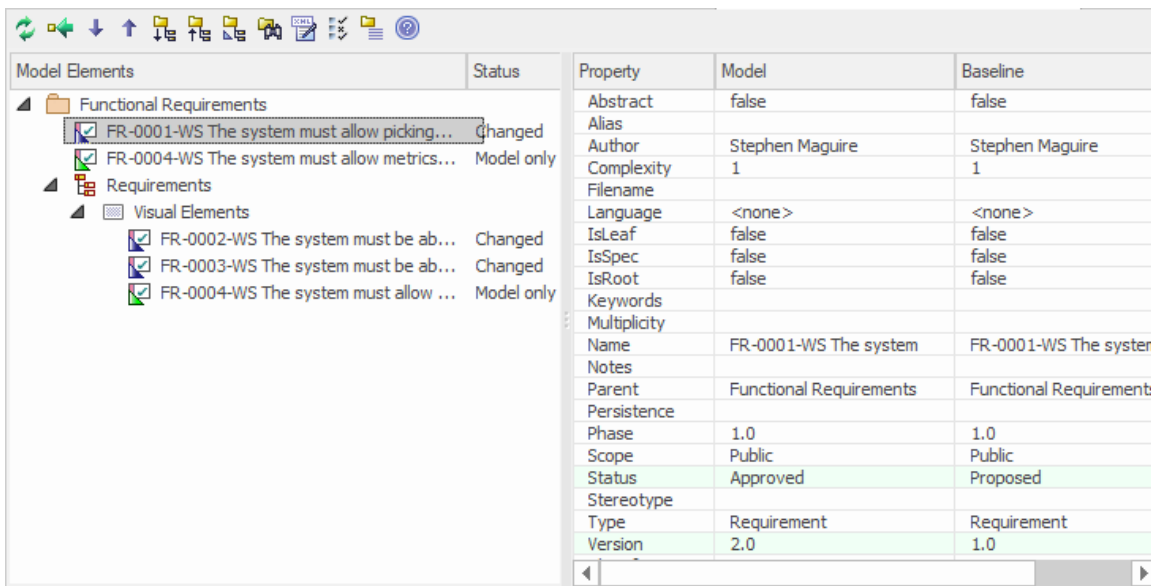 Model Elements Status
Functional Requirements
FR-0001-WS The system must allow picking... Changed
FR-0004-WS The system must allow metrics... Model only
Requirements
Visual Elements
FR-0002-WS The system must be ab... Changed
FR-0003-WS The system must be ab... Changed
FR-0004-WS The system must allow ... Model only
Property Model Baseline
Abstract false false
Alias
Author Stephen Maguire Stephen Maguire
Complexity 1 1
Filename
Language <none> <none>
IsLeaf false false
IsSpec false false
IsRoot false false
Keywords
Multiplicity
Name FR-0001-WS The system FR-0001-WS The system
Notes
Parent Functional Requirements Functional Requirements
Persistence
Phase 1.0 1.0
Scope Public Public
Status Approved Proposed
Stereotype
Type Requirement Requirement
Version 2.0 1.0